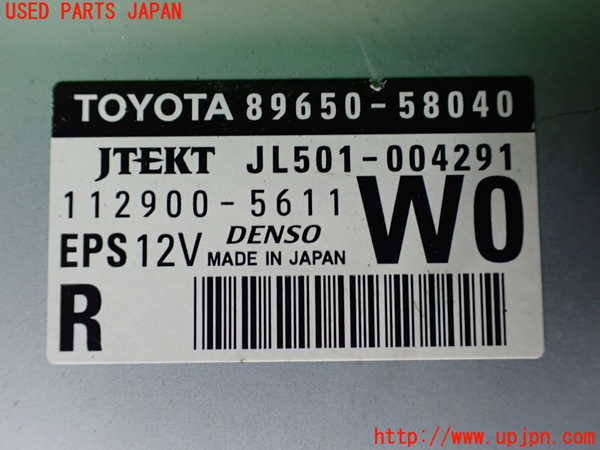 USED PARTS JAPAN
TOYOTA 89650-58040
JTEKT JL501-004291
112900-5611 W0
EPS 12V DENSO MADE IN JAPAN
R
http://www.upjpn.com/